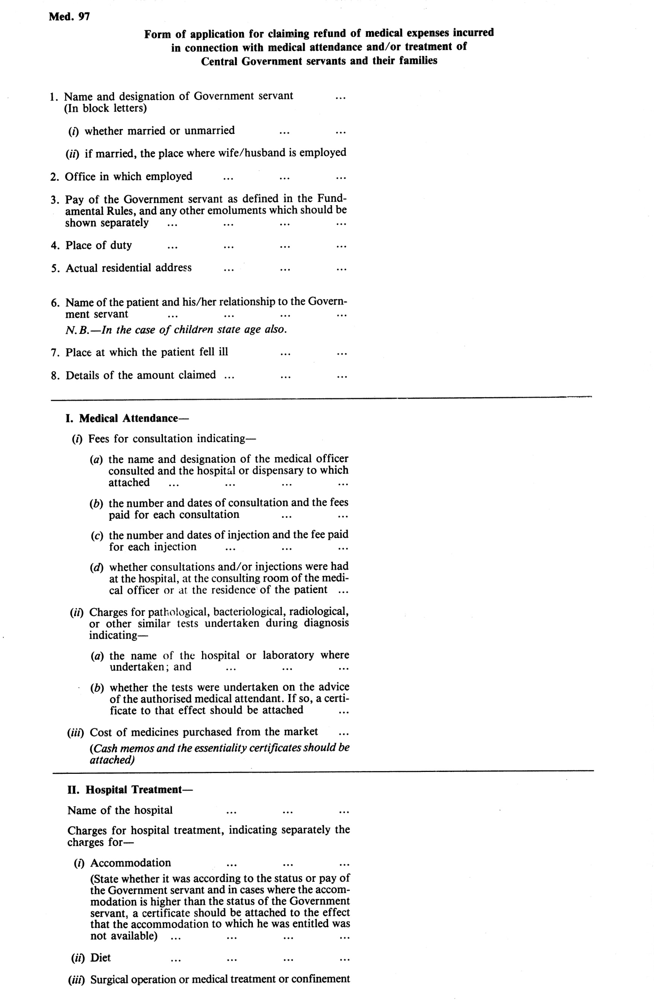 Med. 97
Form of application for claiming refund of medical expenses incurred
in connection with medical attendance and/or treatment of
Central Government servants and their families
1. Name and designation of Government servant ...
(In block letters)
(i) whether married or unmarried ... ...
(ii) if married, the place where wife/husband is employed
2. Office in which employed ... ... ...
3. Pay of the Government servant as defined in the Fund-
amental Rules, and any other emoluments which should be
shown separately ... ... ... ...
4. Place of duty ... ... ... ...
5. Actual residential address ... ... ...
6. Name of the patient and his/her relationship to the Govern-
ment servant ... ... ... ...
N.B.—In the case of children state age also.
7. Place at which the patient fell ill ... ...
8. Details of the amount claimed ... ... ...
I. Medical Attendance—
(i) Fees for consultation indicating—
(a) the name and designation of the medical officer
consulted and the hospital or dispensary to which
attached ... ... ... ...
(b) the number and dates of consultation and the fees
paid for each consultation ... ...
(c) the number and dates of injection and the fee paid
for each injection ... ... ...
(d) whether consultations and/or injections were had
at the hospital, at the consulting room of the medi-
cal officer or at the residence of the patient ...
(ii) Charges for pathological, bacteriological, radiological,
or other similar tests undertaken during diagnosis
indicating—
(a) the name of the hospital or laboratory where
undertaken; and ... ... ...
(b) whether the tests were undertaken on the advice
of the authorised medical attendant. If so, a certi-
ficate to that effect should be attached ...
(iii) Cost of medicines purchased from the market ...
(Cash memos and the essentiality certificates should be
attached)
II. Hospital Treatment—
Name of the hospital ... ... ...
Charges for hospital treatment, indicating separately the
charges for—
(i) Accommodation ... ... ...
(State whether it was according to the status or pay of
the Government servant and in cases where the accom-
modation is higher than the status of the Government
servant, a certificate should be attached to the effect
that the accommodation to which he was entitled was
not available) ... ... ... ...
(ii) Diet ... ... ... ...
(iii) Surgical operation or medical treatment or confinement